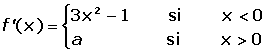 f'(x) = { 3x² − 1 si x < 0
a si x > 0